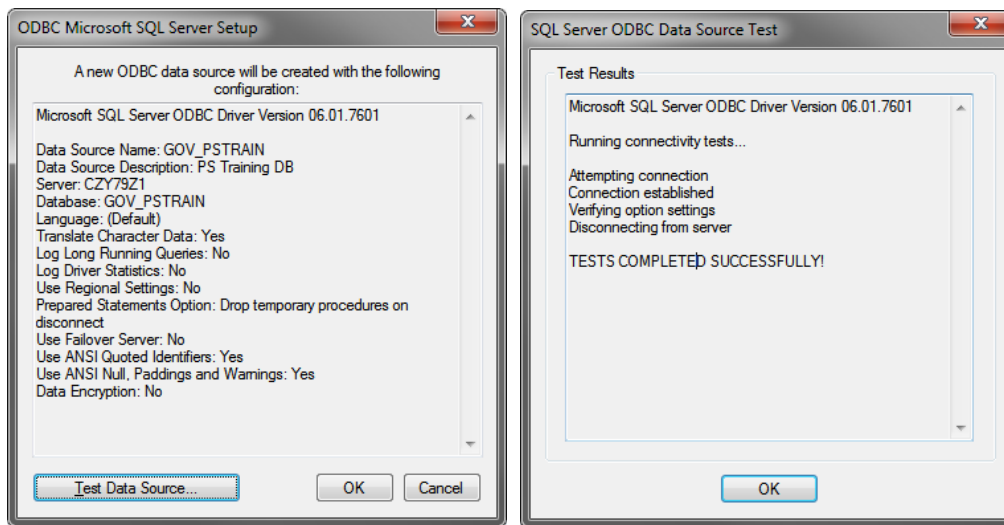 ODBC Microsoft SQL Server Setup
A new ODBC data source will be created with the following
configuration:
Microsoft SQL Server ODBC Driver Version 06.01.7601
Data Source Name: GOV_PSTRAIN
Data Source Description: PS Training DB
Server: CZY79Z1
Database: GOV_PSTRAIN
Language: (Default)
Translate Character Data: Yes
Log Long Running Queries: No
Log Driver Statistics: No
Use Regional Settings: No
Prepared Statements Option: Drop temporary procedures on
disconnect
Use Failover Server: No
Use ANSI Quoted Identifiers: Yes
Use ANSI Null, Paddings and Warnings: Yes
Data Encryption: No
Test Data Source...
OK
Cancel
SQL Server ODBC Data Source Test
Test Results
Microsoft SQL Server ODBC Driver Version 06.01.7601
Running connectivity tests...
Attempting connection
Connection established
Verifying option settings
Disconnecting from server
TESTS COMPLETED SUCCESSFULLY!
OK